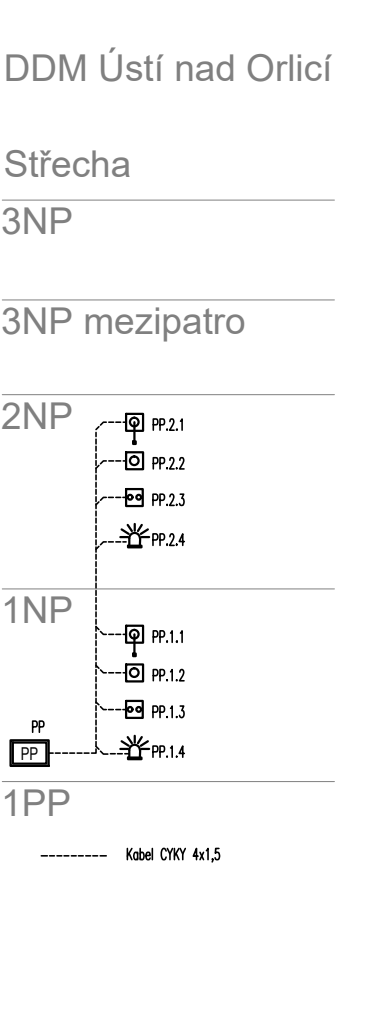 DDM Ústí nad Orlicí
Střecha
3NP
3NP mezipatro
2NP
PP.2.1
PP.2.2
PP.2.3
PP.2.4
1NP
PP.1.1
PP.1.2
PP.1.3
PP
PP
PP.1.4
1PP
Kabel CYKY 4x1,5